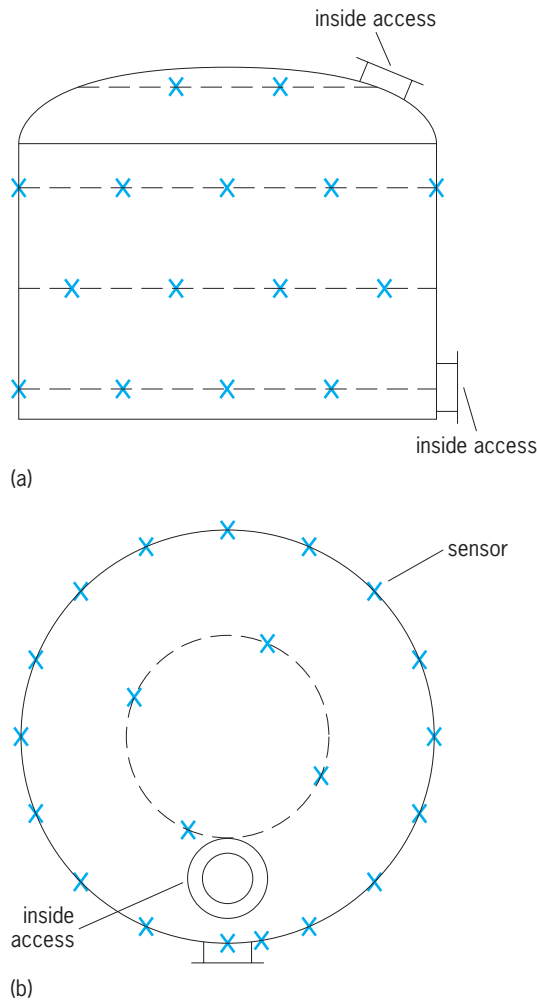 inside access
inside access
(a)
sensor
inside
access
(b)